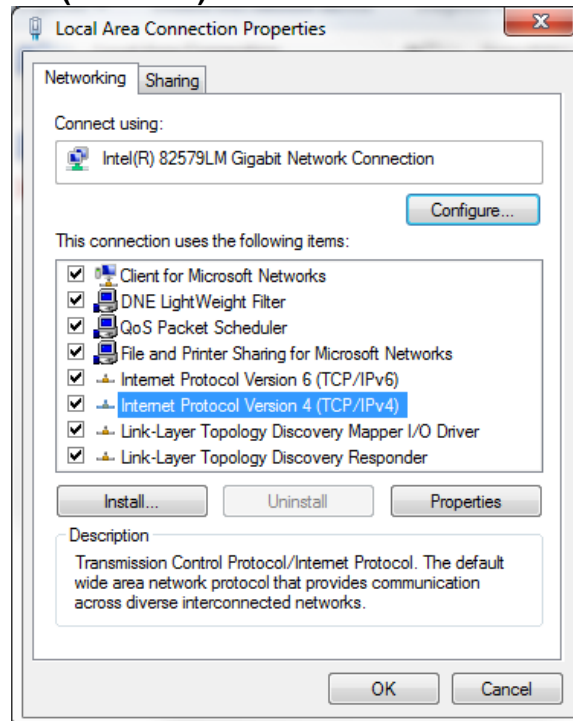 Local Area Connection Properties
Networking
Sharing
Connect using:
Intel(R) 82579LM Gigabit Network Connection
Configure...
This connection uses the following items:
Client for Microsoft Networks
DNE LightWeight Filter
QoS Packet Scheduler
File and Printer Sharing for Microsoft Networks
Internet Protocol Version 6 (TCP/IPv6)
Internet Protocol Version 4 (TCP/IPv4)
Link-Layer Topology Discovery Mapper I/O Driver
Link-Layer Topology Discovery Responder
Install...
Uninstall
Properties
Description
Transmission Control Protocol/Internet Protocol. The default
wide area network protocol that provides communication
across diverse interconnected networks.
OK
Cancel